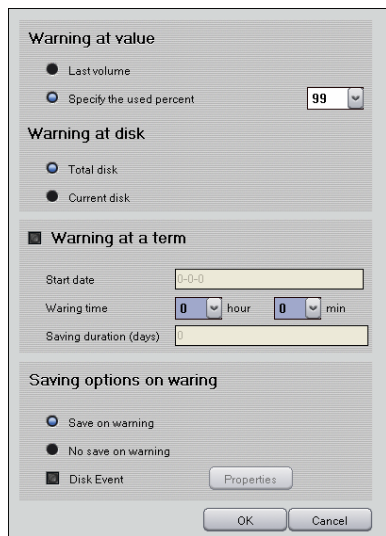 Warning at value
Last volume
Specify the used percent 99
Warning at disk
Total disk
Current disk
Warning at a term
Start date 0-0-0
Waring time 0 hour 0 min
Saving duration (days) 0
Saving options on waring
Save on warning
No save on warning
Disk Event Properties
OK Cancel